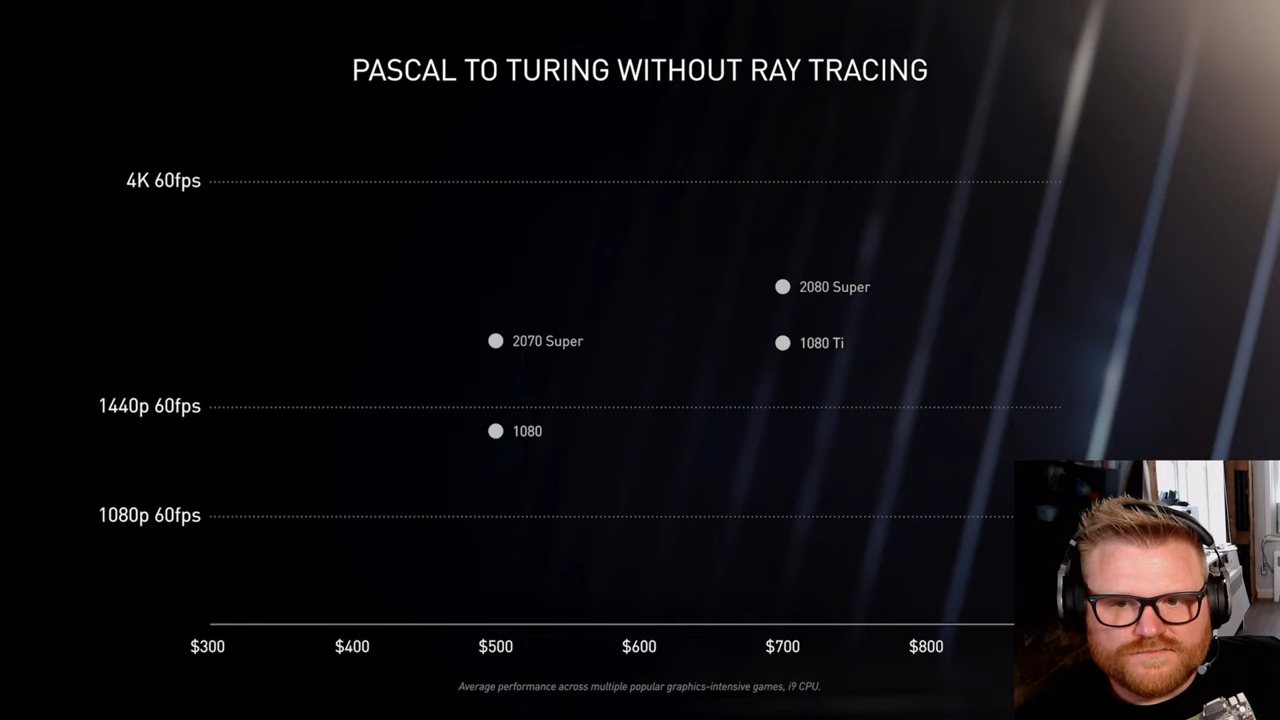 PASCAL TO TURING WITHOUT RAY TRACING
4K 60fps
2080 Super
2070 Super
1080 Ti
1440p 60fps
1080
1080p 60fps
$300 $400 $500 $600 $700 $800
Average performance across multiple popular graphics-intensive games, i9 CPU.